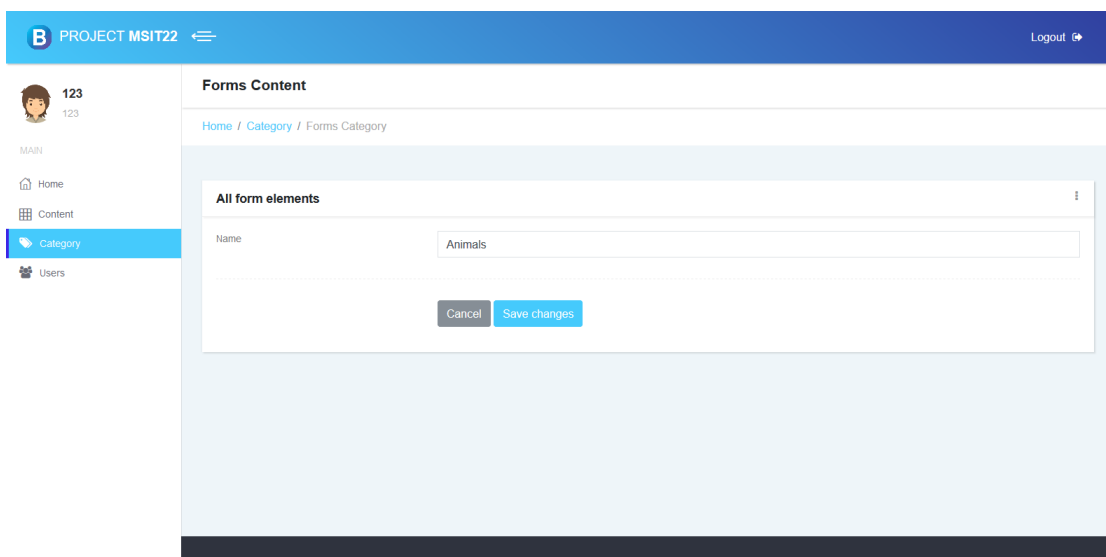 B PROJECT MSIT22
Logout
123
123
MAIN
Home
Content
Category
Users
Forms Content
Home / Category / Forms Category
All form elements
Name
Animals
Cancel
Save changes